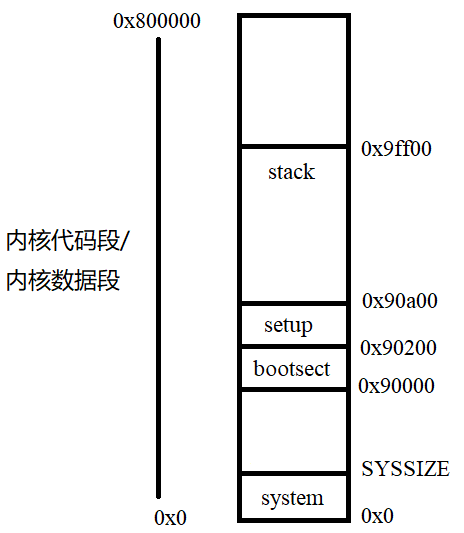 0x800000
0x9ff00
stack
内核代码段/
内核数据段
0x90a00
setup
0x90200
bootsect
0x90000
SYSSIZE
system
0x0
0x0